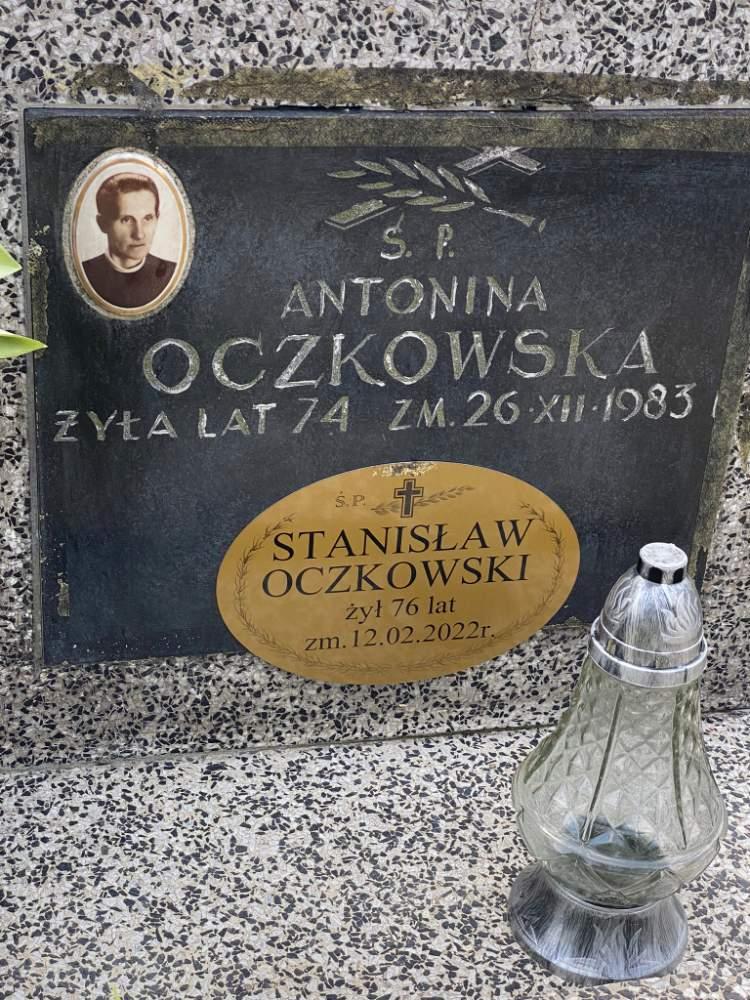 Ś. P.
ANTONINA
OCZKOWSKA
ŻYŁA LAT 74 ZM. 26·XII·1983
Ś.P.
STANISŁAW
OCZKOWSKI
żył 76 lat
zm.12.02.2022r.